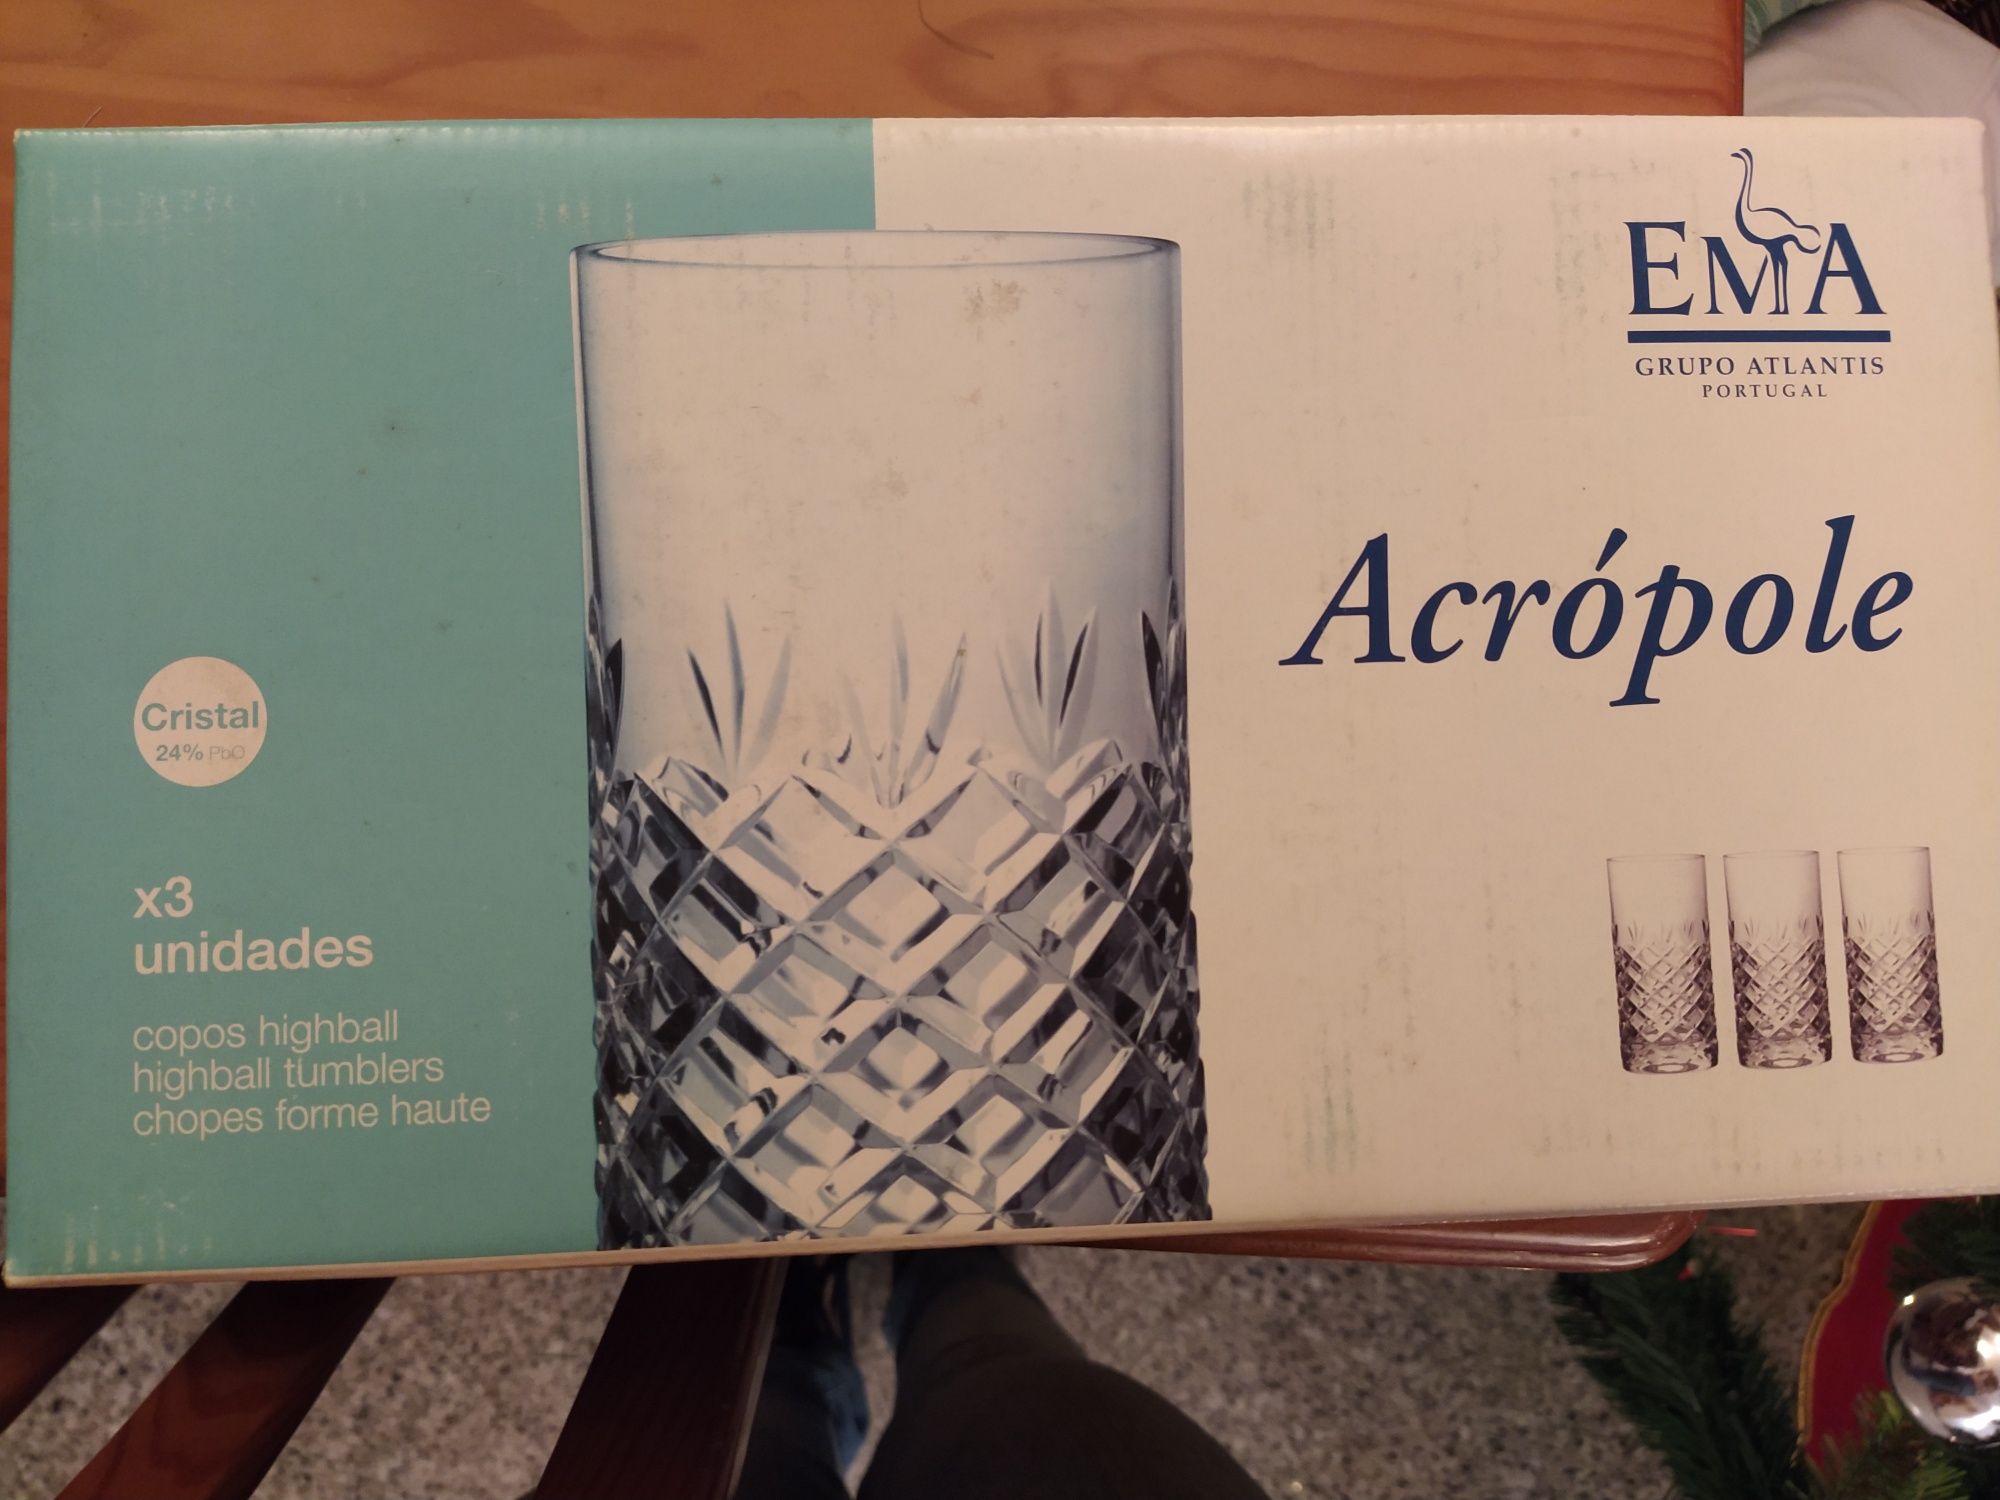 EMA
GRUPO ATLANTIS
PORTUGAL
Acrópole
Cristal
24% PbO
x3
unidades
copos highball
highball tumblers
chopes forme haute